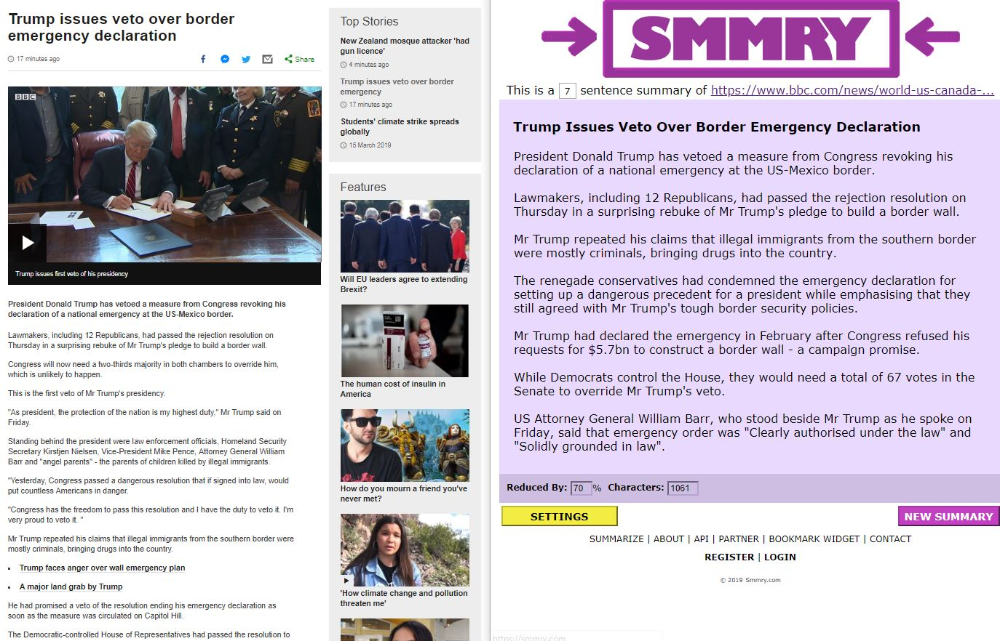 Trump issues veto over border
emergency declaration
17 minutes ago
Share
BBC
Trump issues first veto of his presidency
President Donald Trump has vetoed a measure from Congress revoking his
declaration of a national emergency at the US-Mexico border.
Lawmakers, including 12 Republicans, had passed the rejection resolution on
Thursday in a surprising rebuke of Mr Trump's pledge to build a border wall.
Congress will now need a two-thirds majority in both chambers to override him,
which is unlikely to happen.
This is the first veto of Mr Trump's presidency.
"As president, the protection of the nation is my highest duty," Mr Trump said on
Friday.
Standing behind the president were law enforcement officials, Homeland Security
Secretary Kirstjen Nielsen, Vice-President Mike Pence, Attorney General William
Barr and "angel parents" - the parents of children killed by illegal immigrants.
"Yesterday, Congress passed a dangerous resolution that if signed into law, would
put countless Americans in danger.
"Congress has the freedom to pass this resolution and I have the duty to veto it. I'm
very proud to veto it. "
Mr Trump repeated his claims that illegal immigrants from the southern border were
mostly criminals, bringing drugs into the country.
Trump faces anger over wall emergency plan
A major land grab by Trump
He had promised a veto of the resolution ending his emergency declaration as
soon as the measure was circulated on Capitol Hill.
The Democratic-controlled House of Representatives had passed the resolution to
Top Stories
New Zealand mosque attacker 'had
gun licence'
4 minutes ago
Trump issues veto over border
emergency
17 minutes ago
Students' climate strike spreads
globally
15 March 2019
Features
Will EU leaders agree to extending
Brexit?
The human cost of insulin in
America
How do you mourn a friend you've
never met?
'How climate change and pollution
threaten me'
SMMRY
This is a 7 sentence summary of https://www.bbc.com/news/world-us-canada-...
Trump Issues Veto Over Border Emergency Declaration
President Donald Trump has vetoed a measure from Congress revoking his
declaration of a national emergency at the US-Mexico border.
Lawmakers, including 12 Republicans, had passed the rejection resolution on
Thursday in a surprising rebuke of Mr Trump's pledge to build a border wall.
Mr Trump repeated his claims that illegal immigrants from the southern border
were mostly criminals, bringing drugs into the country.
The renegade conservatives had condemned the emergency declaration for
setting up a dangerous precedent for a president while emphasising that they
still agreed with Mr Trump's tough border security policies.
Mr Trump had declared the emergency in February after Congress refused his
requests for $5.7bn to construct a border wall - a campaign promise.
While Democrats control the House, they would need a total of 67 votes in the
Senate to override Mr Trump's veto.
US Attorney General William Barr, who stood beside Mr Trump as he spoke on
Friday, said that emergency order was "Clearly authorised under the law" and
"Solidly grounded in law".
Reduced By: 70 % Characters: 1061
SETTINGS
NEW SUMMARY
SUMMARIZE | ABOUT | API | PARTNER | BOOKMARK WIDGET | CONTACT
REGISTER | LOGIN
© 2019 Smmry.com
https://smmry.com